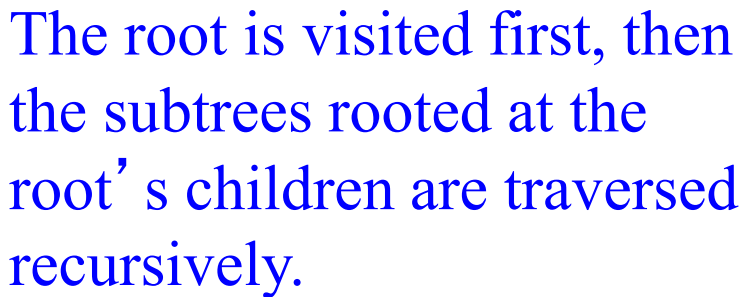 The root is visited first, then
the subtrees rooted at the
root’s children are traversed
recursively.